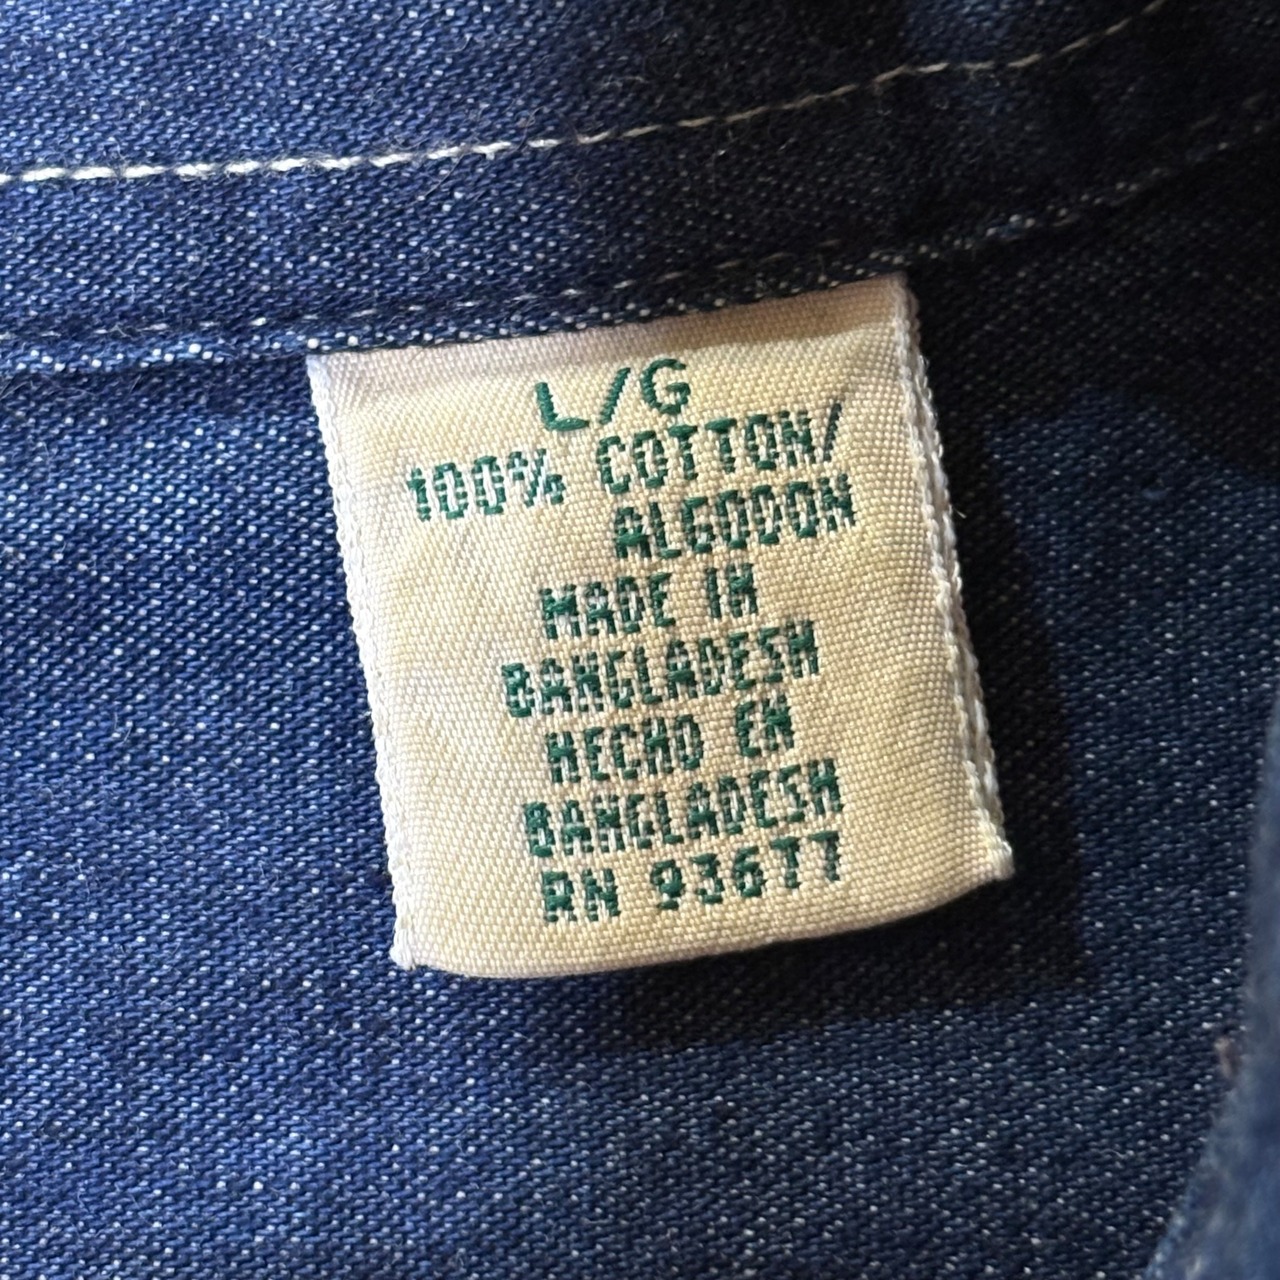 L/G
100% COTTON/
ALGODON
MADE IN
BANGLADESH
HECHO EN
BANGLADESH
RN 93677